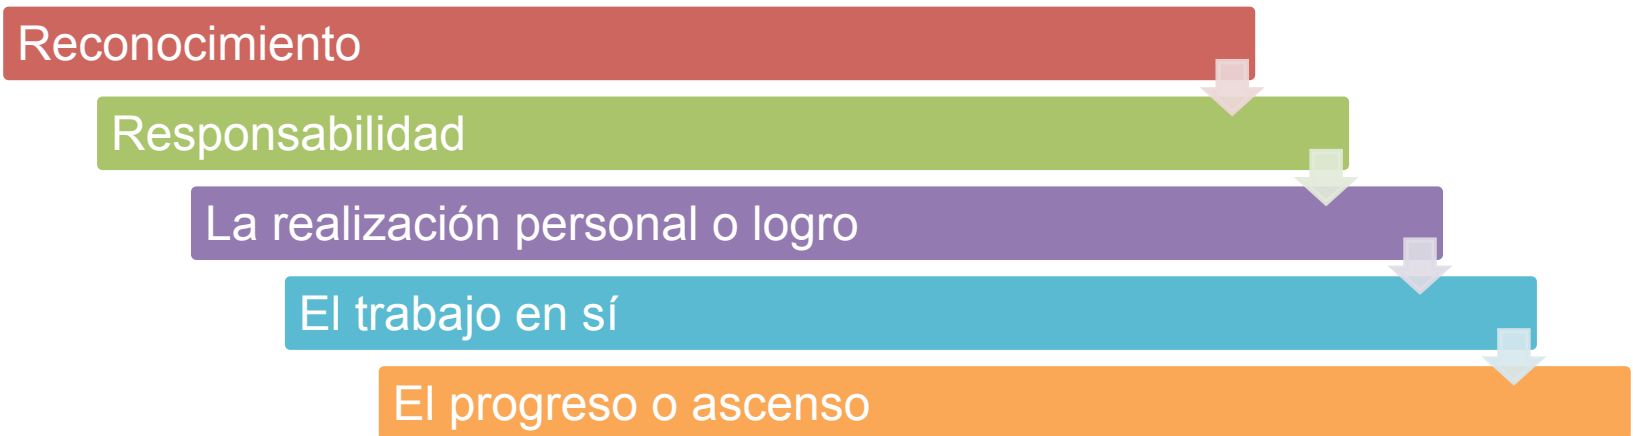 Reconocimiento
Responsabilidad
La realización personal o logro
El trabajo en sí
El progreso o ascenso